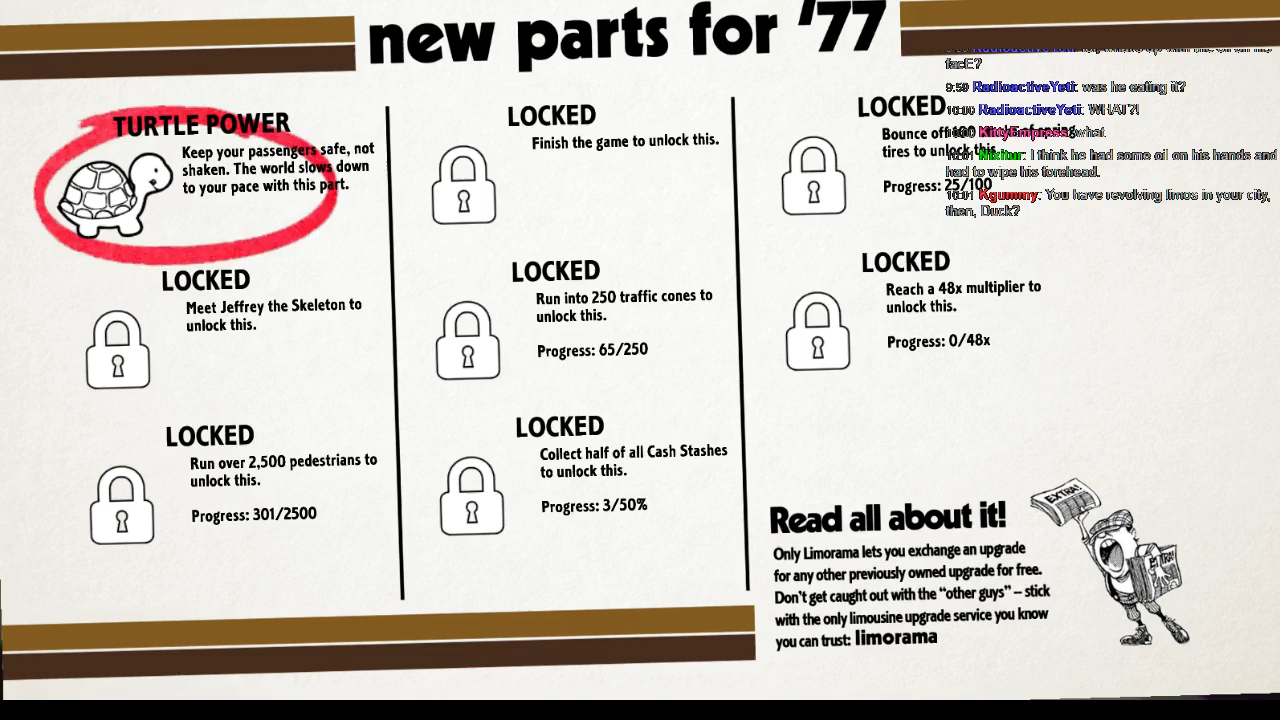 new parts for '77
TURTLE POWER
Keep your passengers safe, not
shaken. The world slows down
to your pace with this part.
LOCKED
Meet Jeffrey the Skeleton to
unlock this.
LOCKED
Run over 2,500 pedestrians to
unlock this.
Progress: 301/2500
LOCKED
Finish the game to unlock this.
LOCKED
Run into 250 traffic cones to
unlock this.
Progress: 65/250
LOCKED
Collect half of all Cash Stashes
to unlock this.
Progress: 3/50%
LOCKED
Bounce off
tires to unlock this.
Progress: 25/100
LOCKED
Reach a 48x multiplier to
unlock this.
Progress: 0/48x
facE?
9:59 RadioactiveYeti: was he eating it?
10:00 RadioactiveYeti: WHAT?!
KittyEmpress: what
Nixitur: I think he had some oil on his hands and
had to wipe his forehead.
10:01 Kgummy: You have revolving limos in your city,
then, Duck?
Read all about it!
Only Limorama lets you exchange an upgrade
for any other previously owned upgrade for free.
Don't get caught out with the "other guys" – stick
with the only limousine upgrade service you know
you can trust: limorama
EXTRA!
EXTRA!